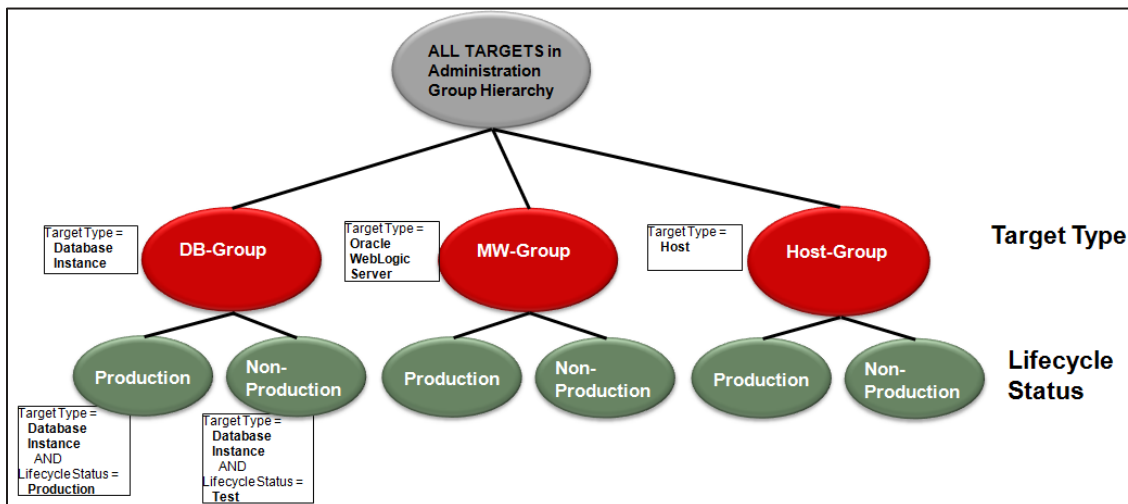 ALL TARGETS in
Administration
Group Hierarchy
Target Type =
Database
Instance
DB-Group
Target Type =
Oracle
WebLogic
Server
MW-Group
Target Type =
Host
Host-Group
Target Type
Production
Non-
Production
Production
Non-
Production
Production
Non-
Production
Lifecycle
Status
Target Type =
Database
Instance
AND
Lifecycle Status =
Production
Target Type =
Database
Instance
AND
Lifecycle Status =
Test